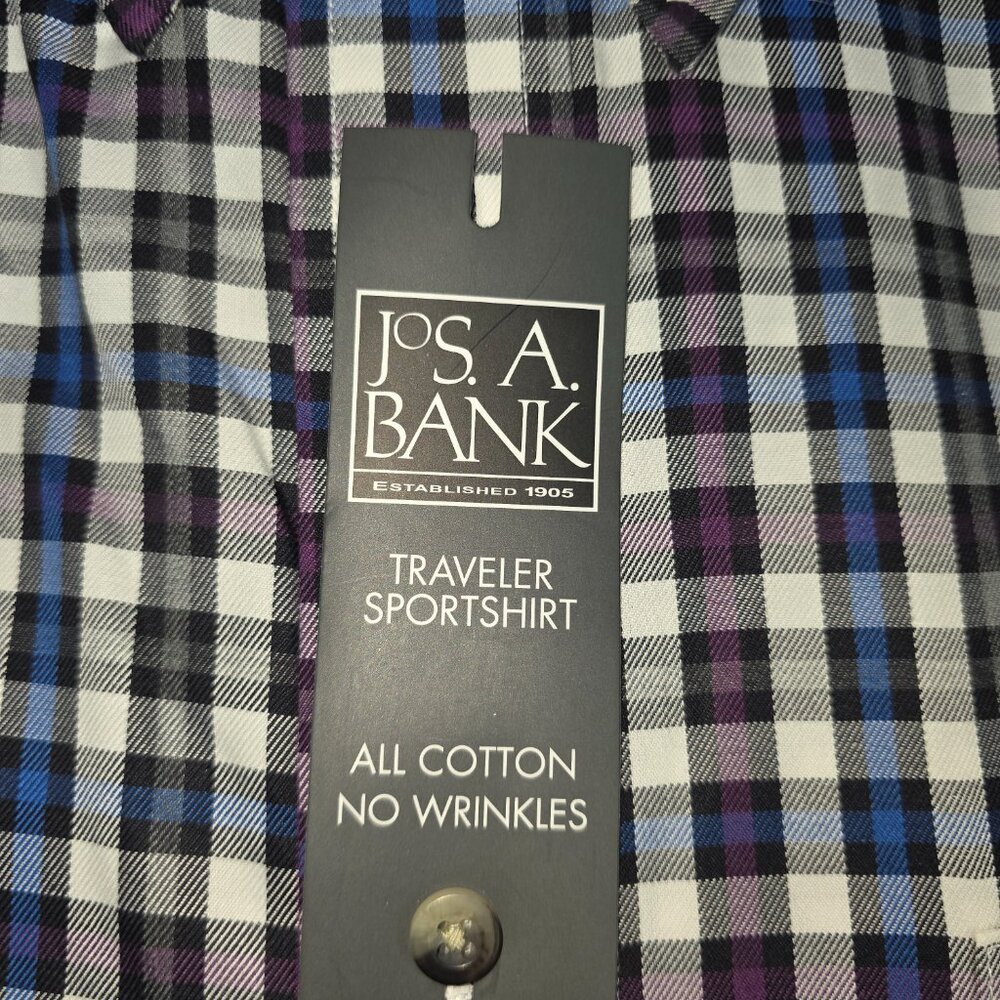 JoS. A.
BANK
ESTABLISHED 1905
TRAVELER
SPORTSHIRT
ALL COTTON
NO WRINKLES